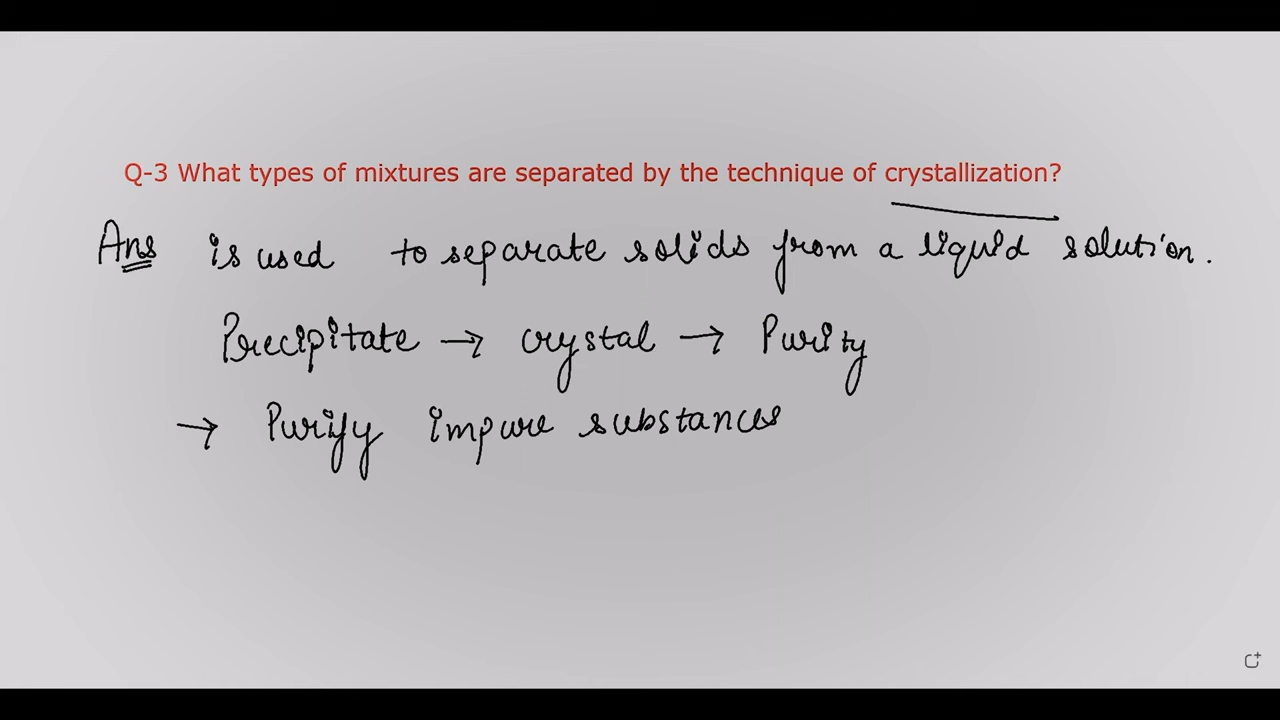 Q-3 What types of mixtures are separated by the technique of crystallization?
Ans is used to separate solids from a liquid solution.
Precipitate → crystal → Purity
→ Purify impure substances